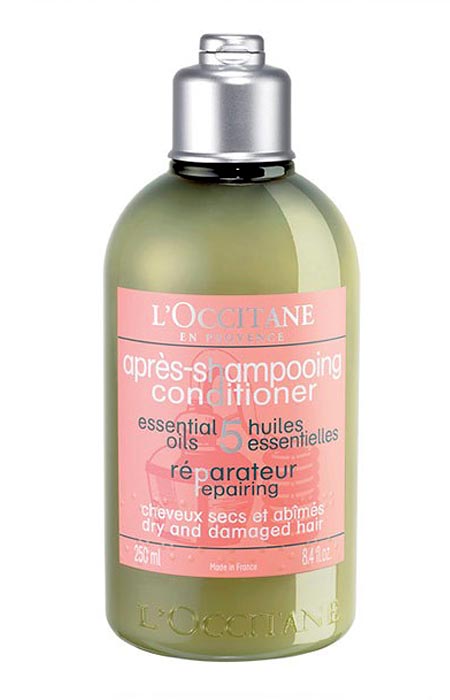 L'OCCITANE
EN PROVENCE
après-shampooing
conditioner
essential 5 huiles
oils essentielles
réparateur
repairing
cheveux secs et abîmés
dry and damaged hair
250 ml 8.4 fl.oz.
Made in France
L'OCCITANE